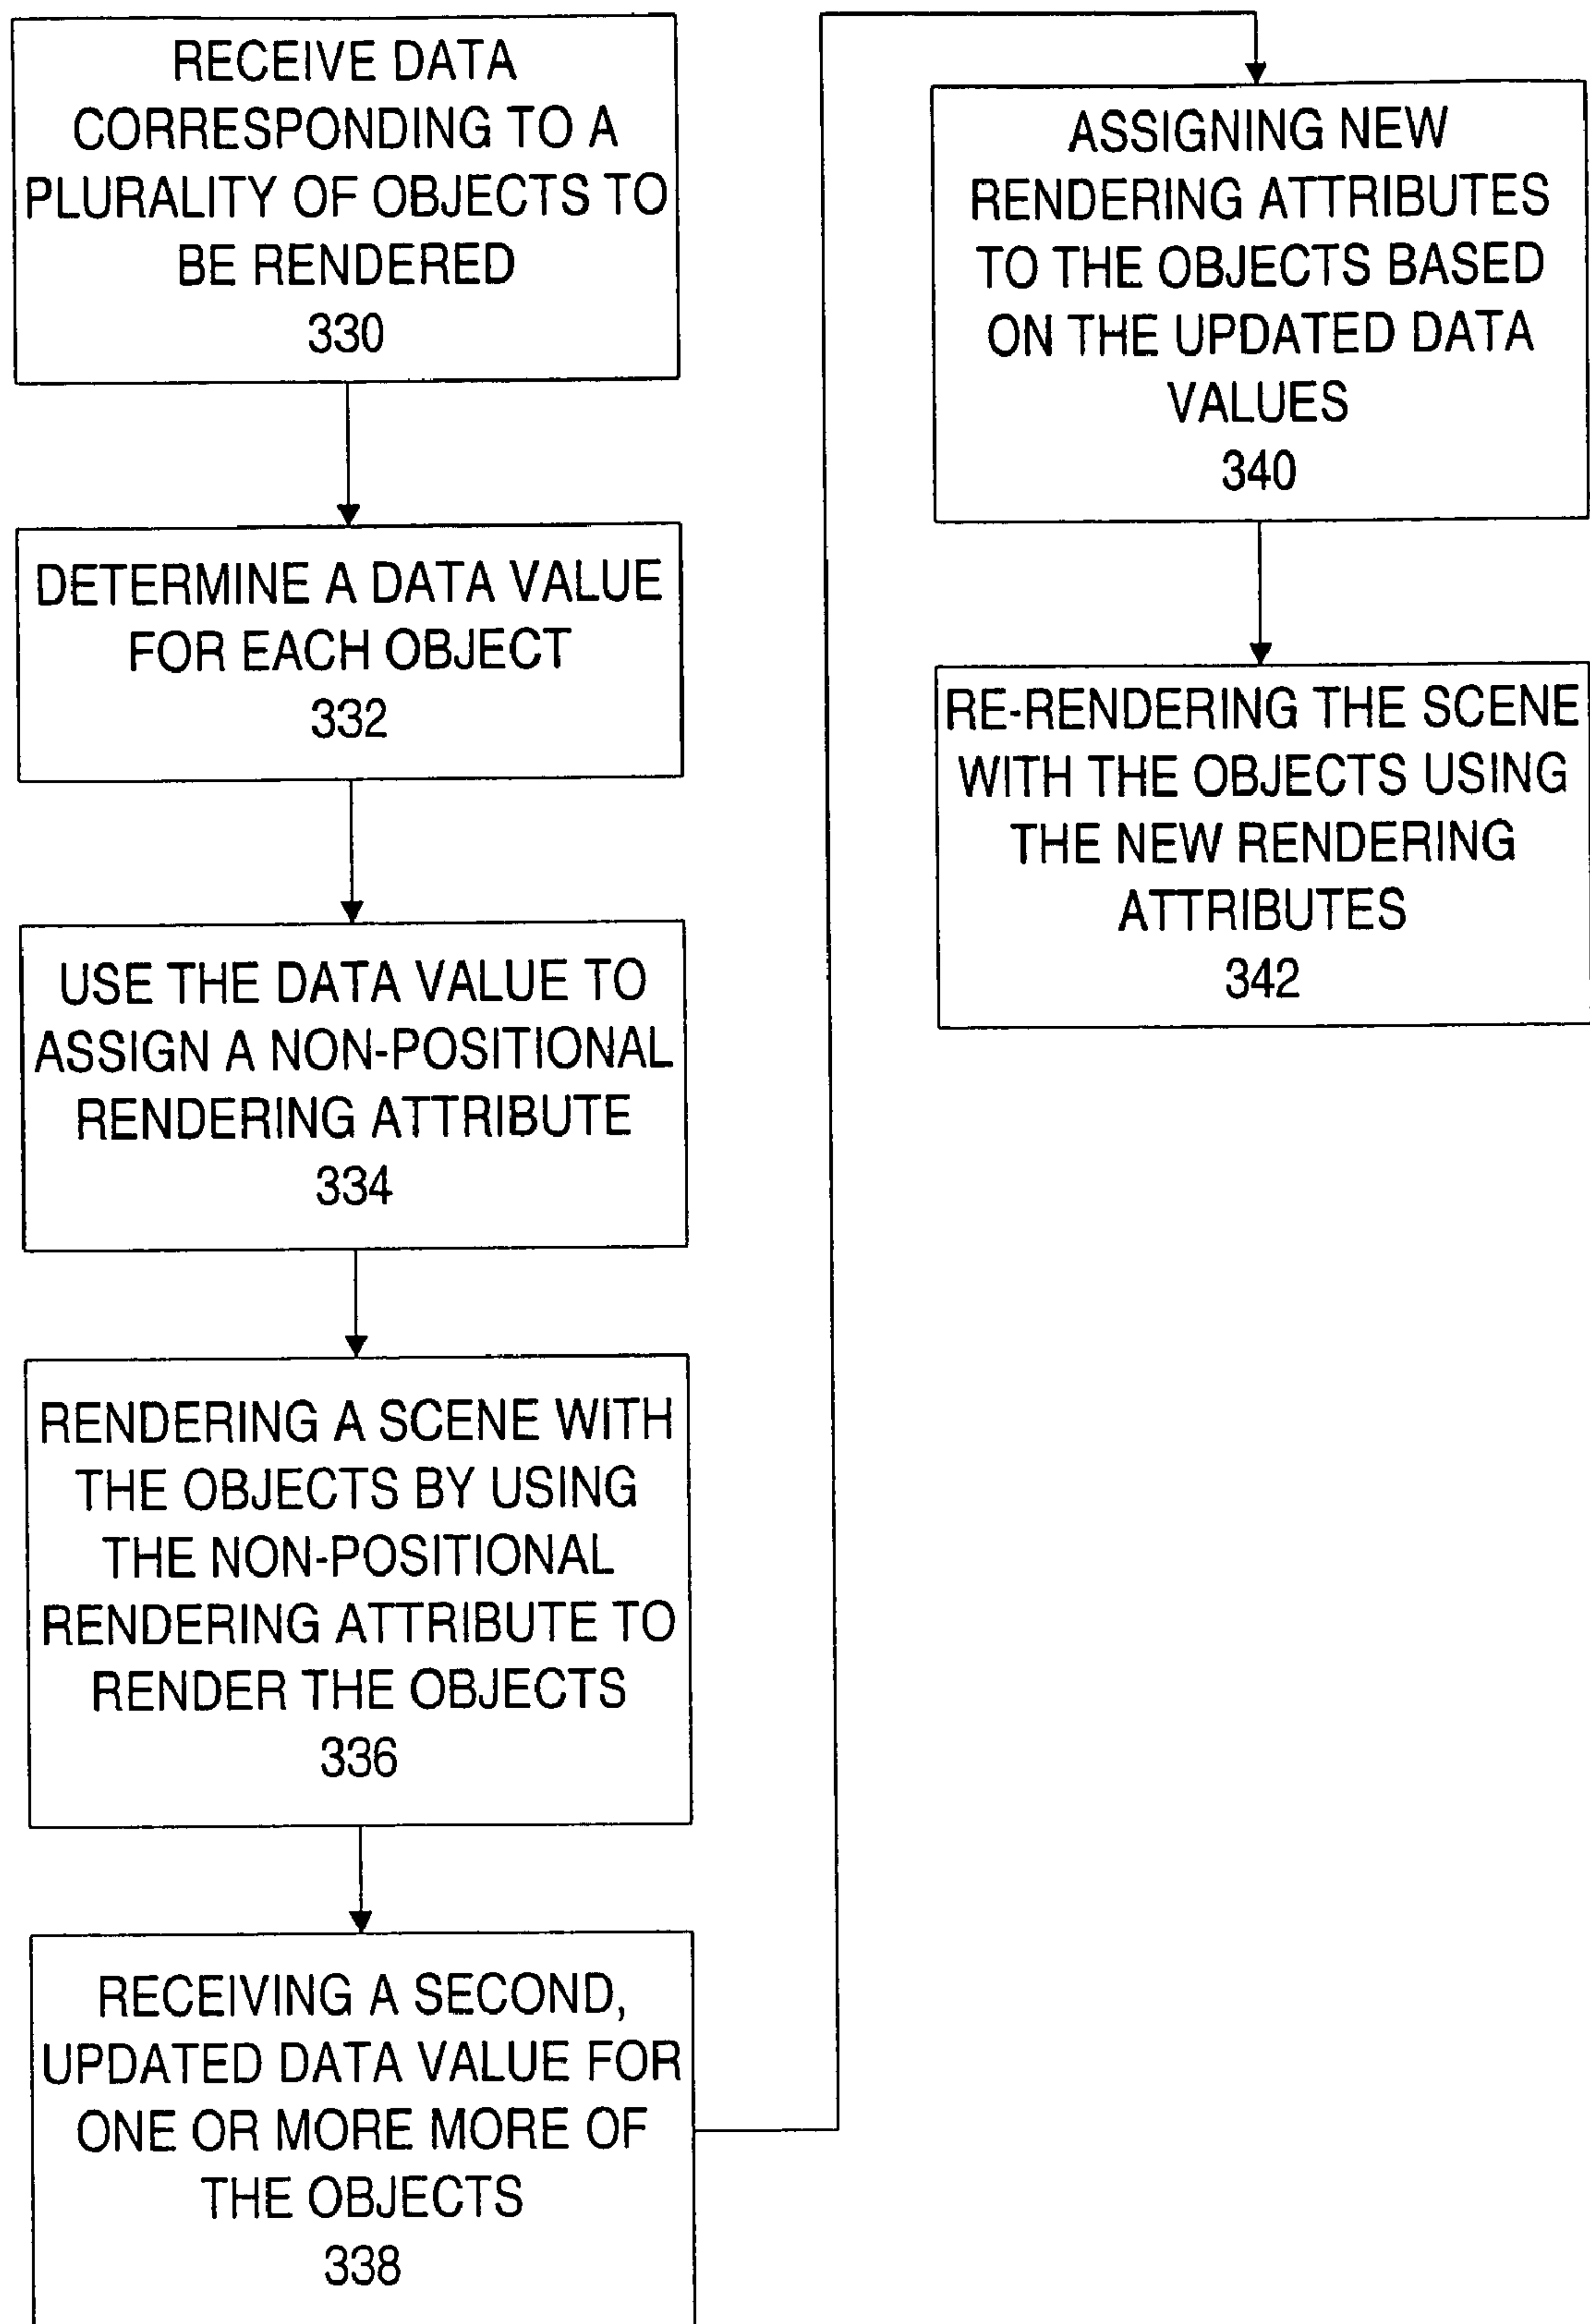 RECEIVE DATA
CORRESPONDING TO A
PLURALITY OF OBJECTS TO
BE RENDERED
330
DETERMINE A DATA VALUE
FOR EACH OBJECT
332
USE THE DATA VALUE TO
ASSIGN A NON-POSITIONAL
RENDERING ATTRIBUTE
334
RENDERING A SCENE WITH
THE OBJECTS BY USING
THE NON-POSITIONAL
RENDERING ATTRIBUTE TO
RENDER THE OBJECTS
336
RECEIVING A SECOND,
UPDATED DATA VALUE FOR
ONE OR MORE MORE OF
THE OBJECTS
338
ASSIGNING NEW
RENDERING ATTRIBUTES
TO THE OBJECTS BASED
ON THE UPDATED DATA
VALUES
340
RE-RENDERING THE SCENE
WITH THE OBJECTS USING
THE NEW RENDERING
ATTRIBUTES
342